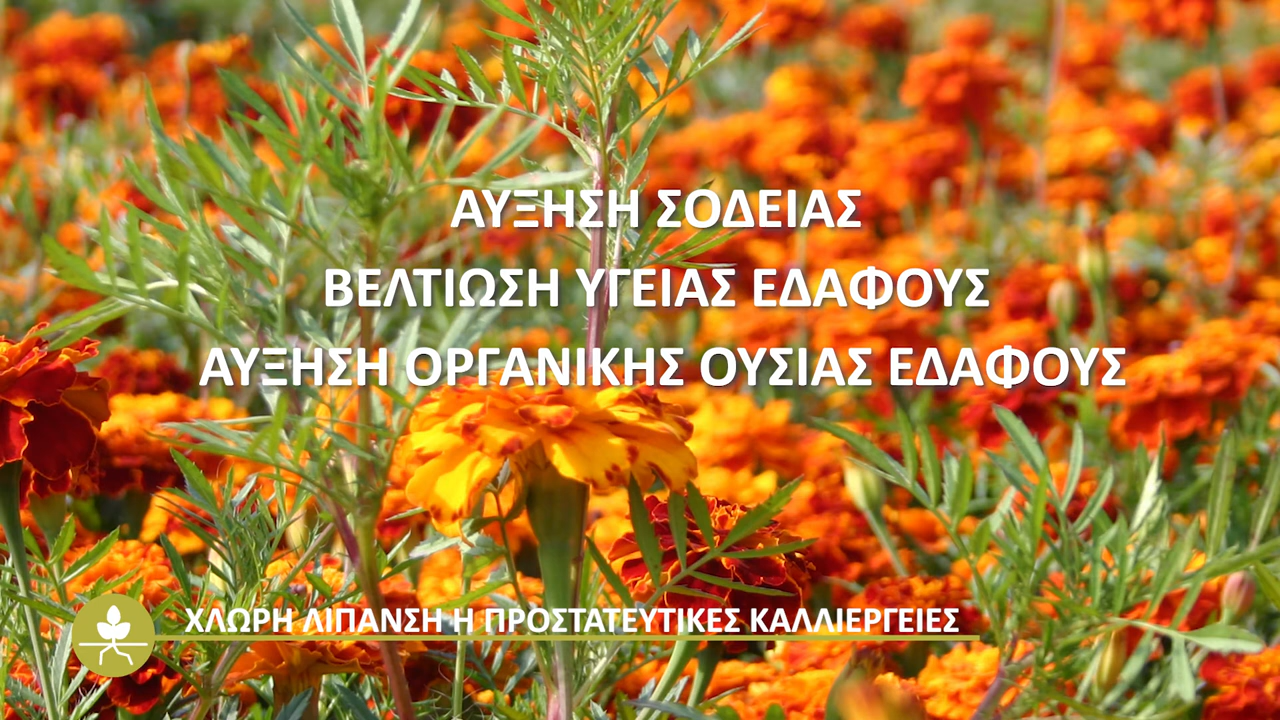 ΑΥΞΗΣΗ ΣΟΔΕΙΑΣ
ΒΕΛΤΙΩΣΗ ΥΓΕΙΑΣ ΕΔΑΦΟΥΣ
ΑΥΞΗΣΗ ΟΡΓΑΝΙΚΗΣ ΟΥΣΙΑΣ ΕΔΑΦΟΥΣ
ΧΛΩΡΗ ΛΙΠΑΝΣΗ Η ΠΡΟΣΤΑΤΕΥΤΙΚΕΣ ΚΑΛΛΙΕΡΓΕΙΕΣ